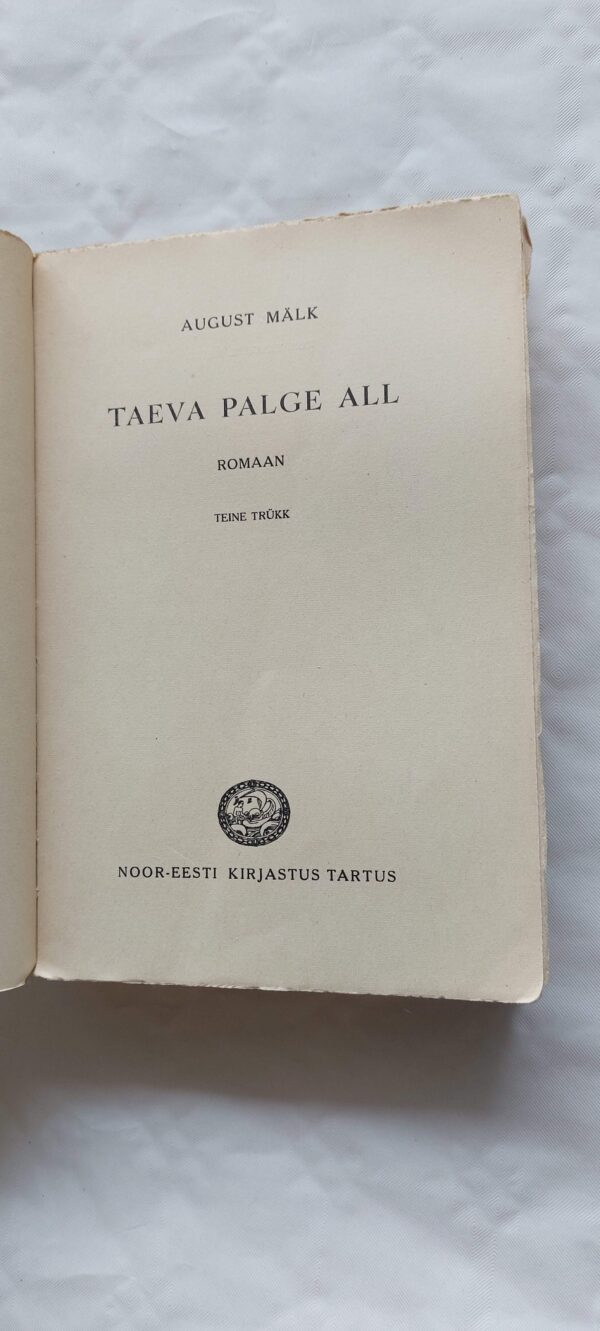 AUGUST MÄLK
TAEVA PALGE ALL
ROMAAN
TEINE TRÜKK
NOOR-EESTI KIRJASTUS TARTUS